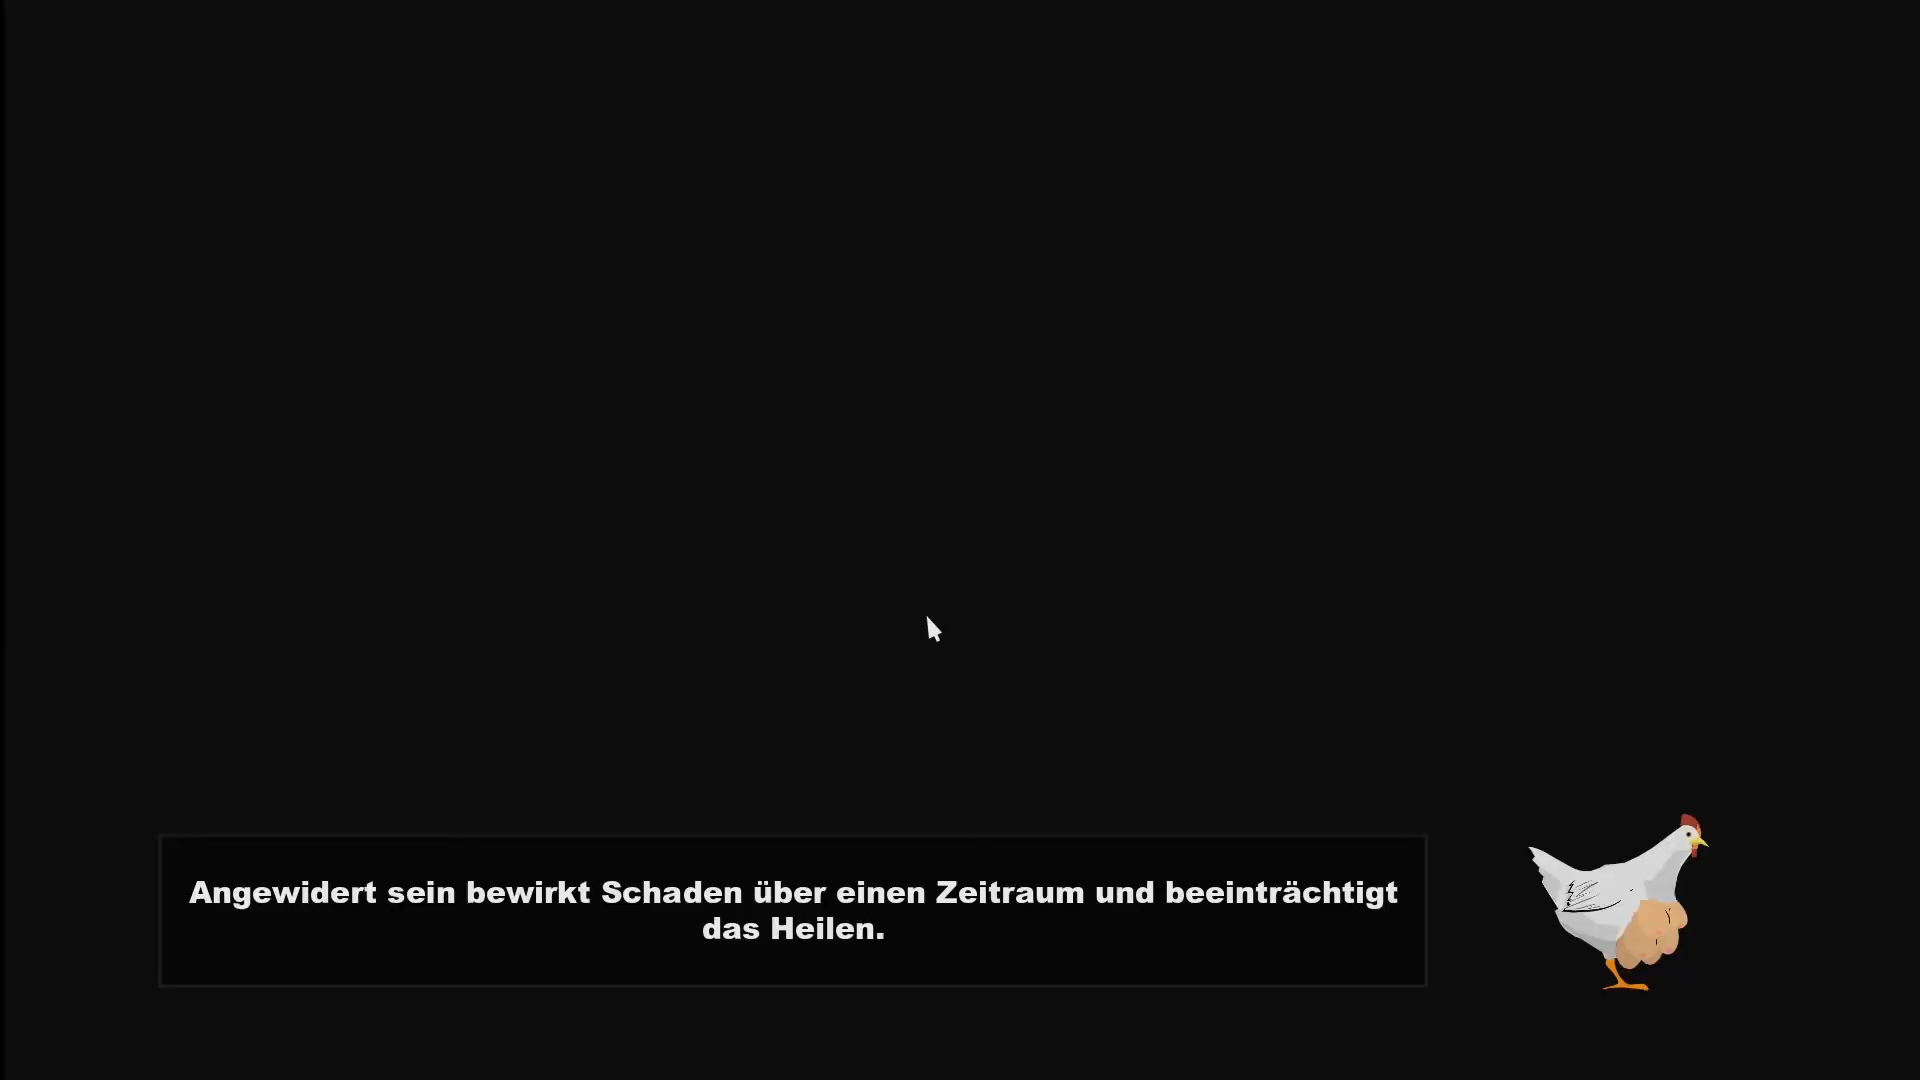 Angewidert sein bewirkt Schaden über einen Zeitraum und beeinträchtigt
das Heilen.